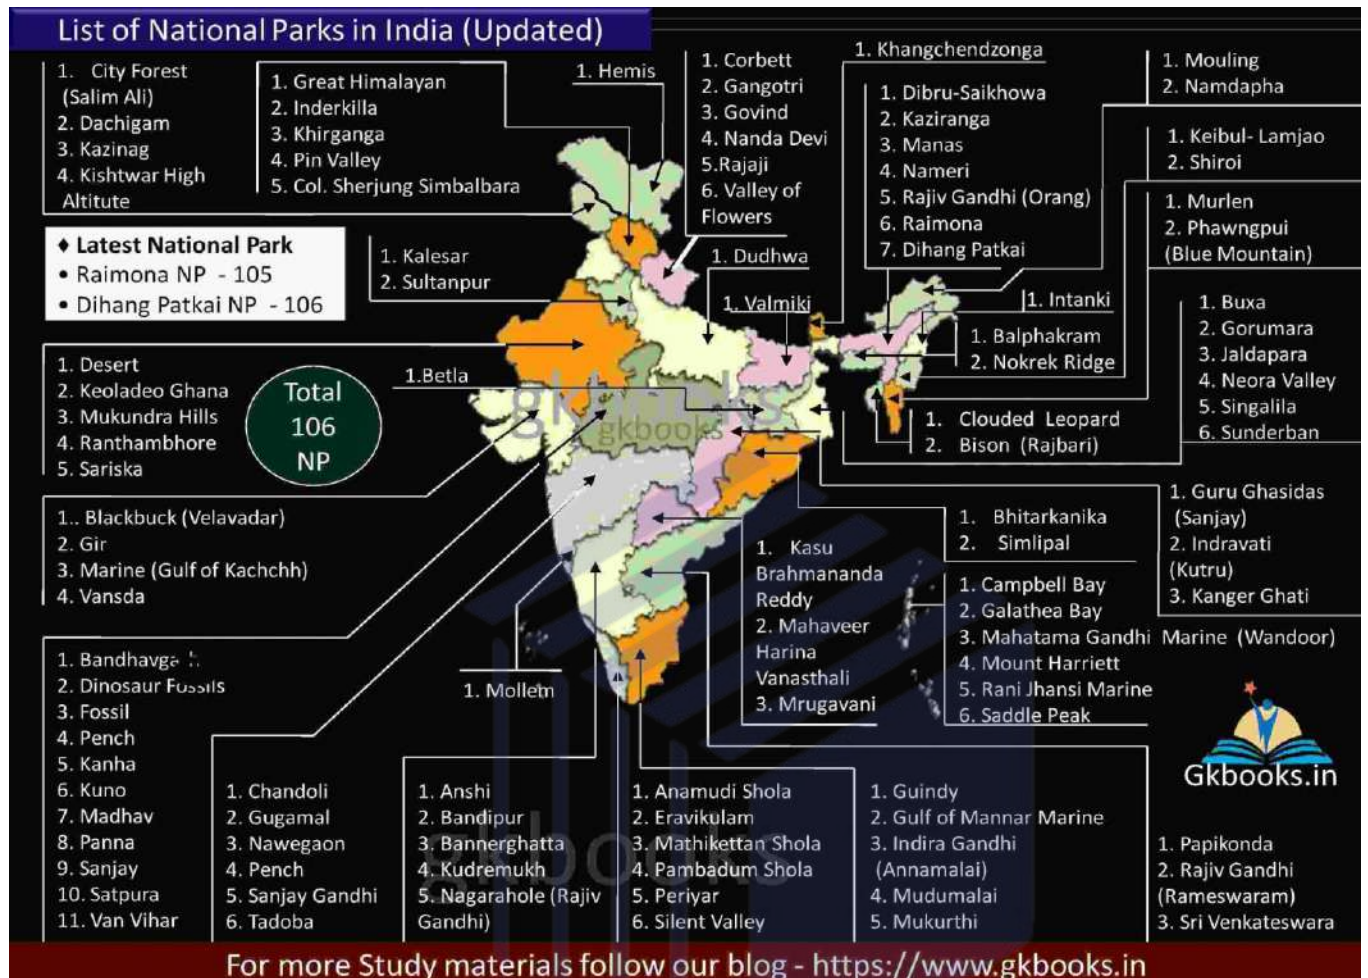 List of National Parks in India (Updated)
1. City Forest
(Salim Ali)
2. Dachigam
3. Kazinag
4. Kishtwar High
Altitute
1. Great Himalayan
2. Inderkilla
3. Khirganga
4. Pin Valley
5. Col. Sherjung Simbalbara
1. Hemis
1. Corbett
2. Gangotri
3. Govind
4. Nanda Devi
5.Rajaji
6. Valley of
Flowers
1. Khangchendzonga
1. Dibru-Saikhowa
2. Kaziranga
3. Manas
4. Nameri
5. Rajiv Gandhi (Orang)
6. Raimona
7. Dihang Patkai
1. Mouling
2. Namdapha
1. Keibul- Lamjao
2. Shiroi
1. Murlen
2. Phawngpui
(Blue Mountain)
♦ Latest National Park
• Raimona NP - 105
• Dihang Patkai NP - 106
1. Kalesar
2. Sultanpur
1. Dudhwa
1. Valmiki
1. Intanki
1. Balphakram
2. Nokrek Ridge
1. Buxa
2. Gorumara
3. Jaldapara
4. Neora Valley
5. Singalila
6. Sunderban
1. Desert
2. Keoladeo Ghana
3. Mukundra Hills
4. Ranthambhore
5. Sariska
Total
106
NP
1.Betla
gkbooks
gkbooks
1. Clouded Leopard
2. Bison (Rajbari)
1.. Blackbuck (Velavadar)
2. Gir
3. Marine (Gulf of Kachchh)
4. Vansda
1. Bhitarkanika
2. Simlipal
1. Guru Ghasidas
(Sanjay)
2. Indravati
(Kutru)
3. Kanger Ghati
1. Kasu
Brahmananda
Reddy
2. Mahaveer
Harina
Vanasthali
3. Mrugavani
1. Campbell Bay
2. Galathea Bay
3. Mahatama Gandhi Marine (Wandoor)
4. Mount Harriett
5. Rani Jhansi Marine
6. Saddle Peak
1. Mollem
1.
2. Dinosaur Fossils
3. Fossil
4. Pench
5. Kanha
6. Kuno
7. Madhav
8. Panna
9. Sanjay
10. Satpura
11. Van Vihar
1. Chandoli
2. Gugamal
3. Nawegaon
4. Pench
5. Sanjay Gandhi
6. Tadoba
1. Anshi
2. Bandipur
3. Bannerghatta
4. Kudremukh
5. Nagarahole (Rajiv
Gandhi)
gkbooks
1. Anamudi Shola
2. Eravikulam
3. Mathikettan Shola
4. Pambadum Shola
5. Periyar
6. Silent Valley
1. Guindy
2. Gulf of Mannar Marine
3. Indira Gandhi
(Annamalai)
4. Mudumalai
5. Mukurthi
Gkbooks.in
1. Papikonda
2. Rajiv Gandhi
(Rameswaram)
3. Sri Venkateswara
For more Study materials follow our blog - https://www.gkbooks.in